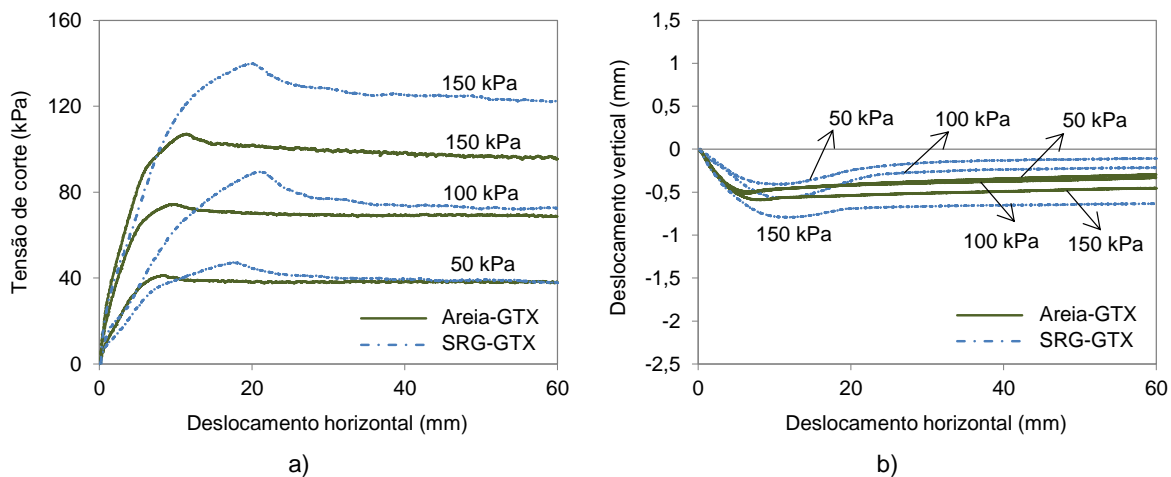 160
120
80
40
0
0
20
40
60
Tensão de corte (kPa)
Deslocamento horizontal (mm)
150 kPa
150 kPa
100 kPa
50 kPa
Areia-GTX
SRG-GTX
a)
1,5
1
0,5
0
-0,5
-1
-1,5
-2
-2,5
0
20
40
60
Deslocamento vertical (mm)
Deslocamento horizontal (mm)
50 kPa
100 kPa
50 kPa
150 kPa
100 kPa
150 kPa
Areia-GTX
SRG-GTX
b)